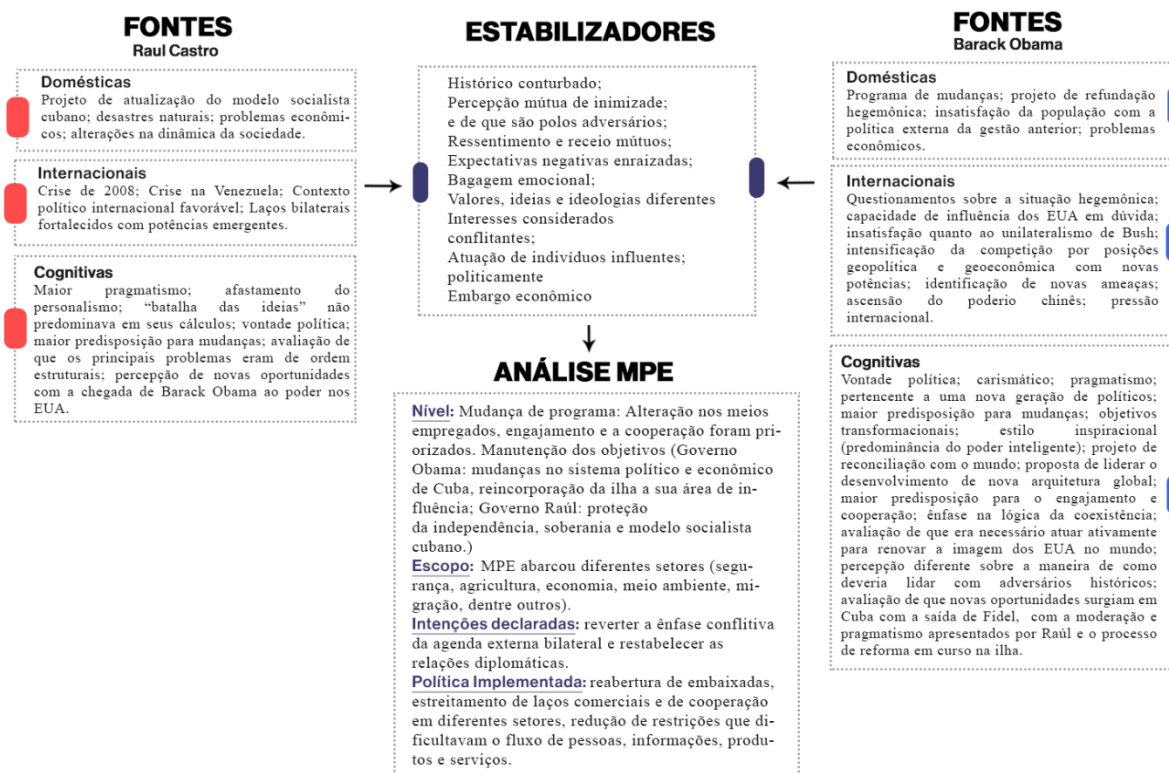 FONTES
Raul Castro
Domésticas
Projeto de atualização do modelo socialista
cubano; desastres naturais; problemas econômi-
cos; alterações na dinâmica da sociedade.
Internacionais
Crise de 2008; Crise na Venezuela; Contexto
político internacional favorável; Laços bilaterais
fortalecidos com potências emergentes.
Cognitivas
Maior pragmatismo; afastamento do
personalismo; “batalha das ideias” não
predominava em seus cálculos; vontade política;
maior predisposição para mudanças; avaliação de
que os principais problemas eram de ordem
estruturais; percepção de novas oportunidades
com a chegada de Barack Obama ao poder nos
EUA.
ESTABILIZADORES
Histórico conturbado;
Percepção mútua de inimizade;
e de que são polos adversários;
Ressentimento e receio mútuos;
Expectativas negativas enraizadas;
Bagagem emocional;
Valores, ideias e ideologias diferentes
Interesses considerados
conflitantes;
Atuação de indivíduos influentes;
politicamente
Embargo econômico
ANÁLISE MPE
Nível: Mudança de programa: Alteração nos meios
empregados, engajamento e a cooperação foram pri-
orizados. Manutenção dos objetivos (Governo
Obama: mudanças no sistema político e econômico
de Cuba, reincorporação da ilha a sua área de in-
fluência; Governo Raúl: proteção
da independência, soberania e modelo socialista
cubano.)
Escopo: MPE abarcou diferentes setores (segu-
rança, agricultura, economia, meio ambiente, mi-
gração, dentre outros).
Intenções declaradas: reverter a ênfase conflitiva
da agenda externa bilateral e restabelecer as
relações diplomáticas.
Política Implementada: reabertura de embaixadas,
estreitamento de laços comerciais e de cooperação
em diferentes setores, redução de restrições que di-
ficultavam o fluxo de pessoas, informações, produ-
tos e serviços.
FONTES
Barack Obama
Domésticas
Programa de mudanças; projeto de refundação
hegemônica; insatisfação da população com a
política externa da gestão anterior; problemas
econômicos.
Internacionais
Questionamentos sobre a situação hegemônica;
capacidade de influência dos EUA em dúvida;
insatisfação quanto ao unilateralismo de Bush;
intensificação da competição por posições
geopolítica e geoeconômica com novas
potências; identificação de novas ameaças;
ascensão do poderio chinês; pressão
internacional.
Cognitivas
Vontade política; carismático; pragmatismo;
pertencente a uma nova geração de políticos;
maior predisposição para mudanças; objetivos
transformacionais; estilo inspiracional
(predominância do poder inteligente); projeto de
reconciliação com o mundo; proposta de liderar o
desenvolvimento de nova arquitetura global;
maior predisposição para o engajamento e
cooperação; ênfase na lógica da coexistência;
avaliação de que era necessário atuar ativamente
para renovar a imagem dos EUA no mundo;
percepção diferente sobre a maneira de como
deveria lidar com adversários históricos;
avaliação de que novas oportunidades surgiam em
Cuba com a saída de Fidel, com a moderação e
pragmatismo apresentados por Raúl e o processo
de reforma em curso na ilha.